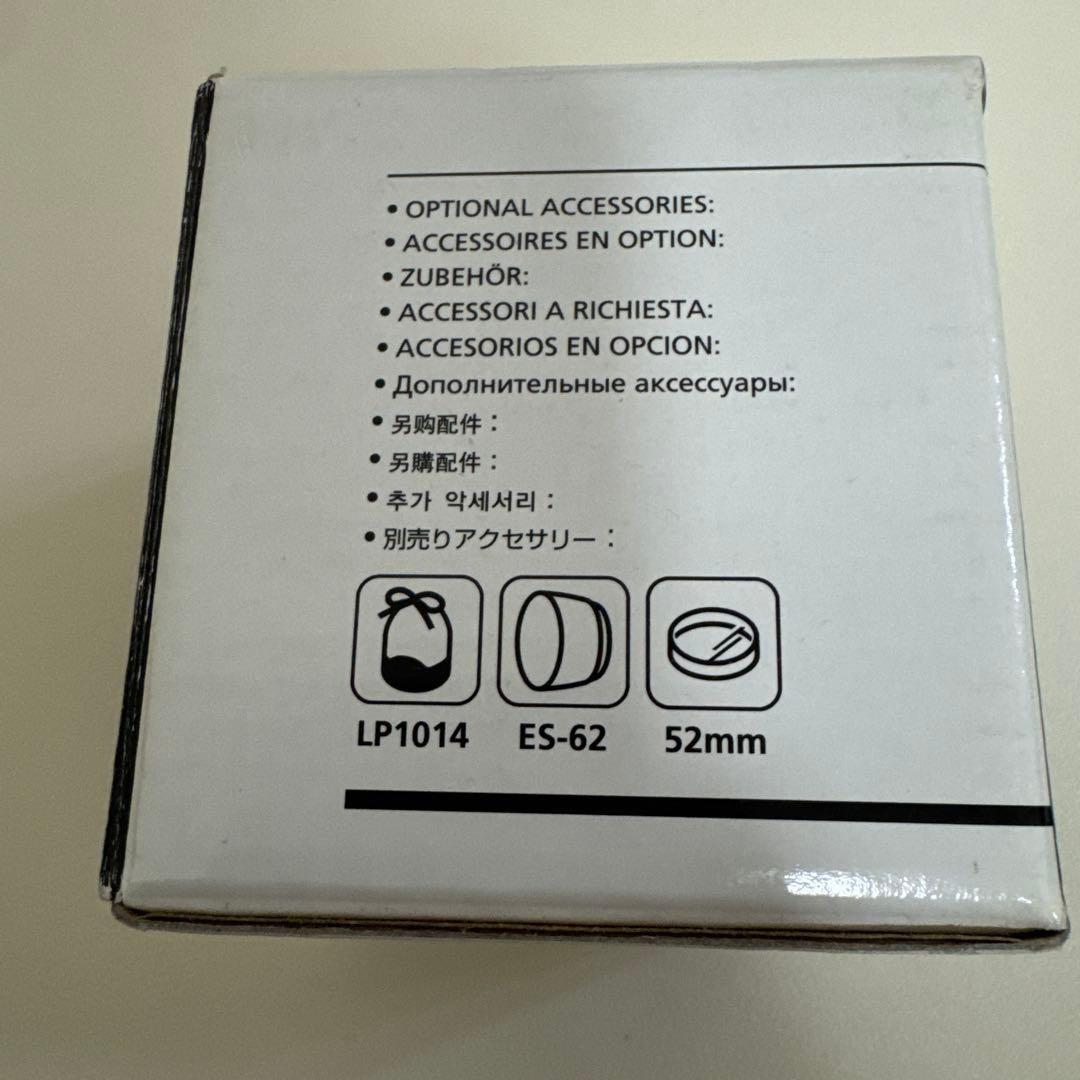 • OPTIONAL ACCESSORIES:
• ACCESSOIRES EN OPTION:
• ZUBEHÖR:
• ACCESSORI A RICHIESTA:
• ACCESORIOS EN OPCION:
• Дополнительные аксессуары:
• 另购配件：
• 另購配件：
• 추가 악세서리 :
• 別売りアクセサリー：
LP1014 ES-62 52mm